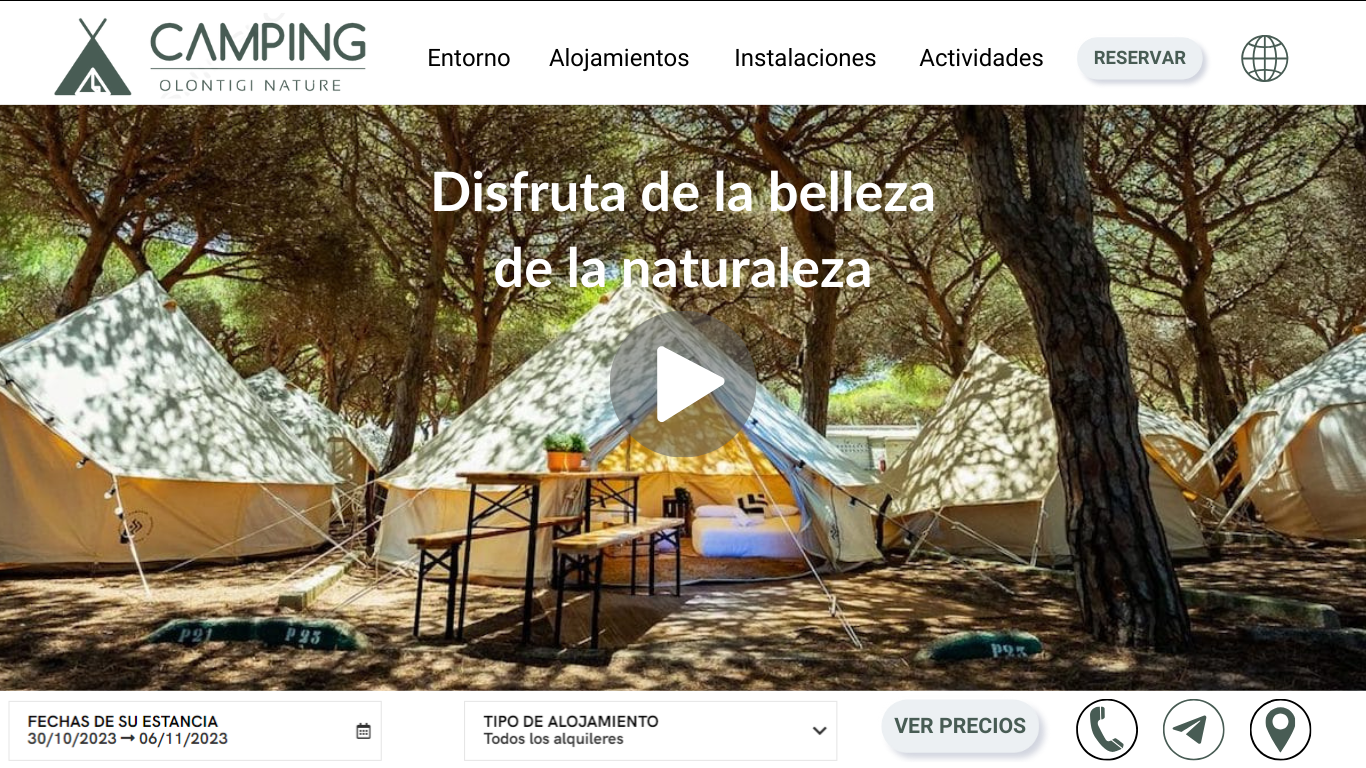 CAMPING
OLONTIGI NATURE
Entorno
Alojamientos
Instalaciones
Actividades
RESERVAR
Disfruta de la belleza
de la naturaleza
P21
P23
P25
FECHAS DE SU ESTANCIA
30/10/2023 → 06/11/2023
TIPO DE ALOJAMIENTO
Todos los alquileres
VER PRECIOS